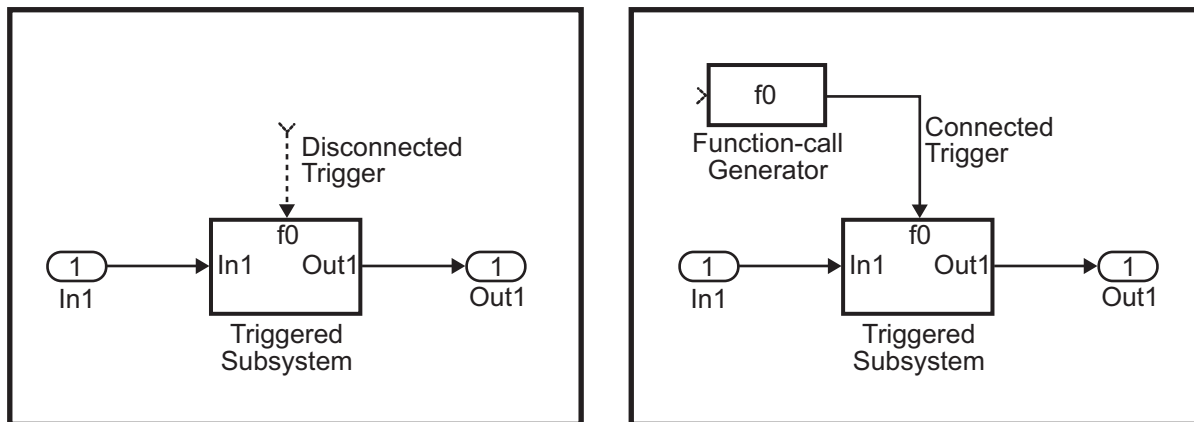 Disconnected
Trigger
f0
1
In1
Out1
1
In1
Out1
Triggered
Subsystem
f0
Function-call
Generator
Connected
Trigger
f0
1
In1
Out1
1
In1
Out1
Triggered
Subsystem